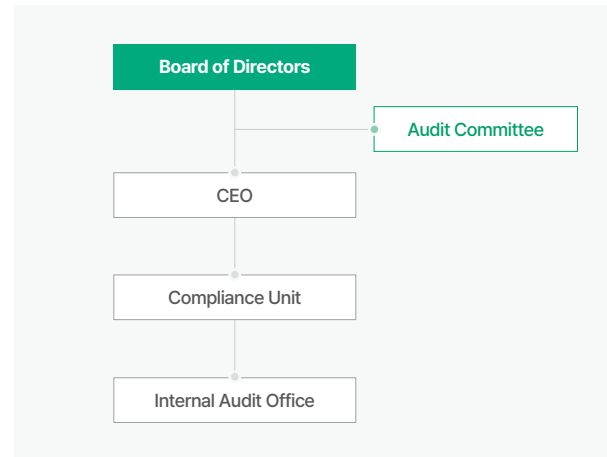 Board of Directors
Audit Committee
CEO
Compliance Unit
Internal Audit Office